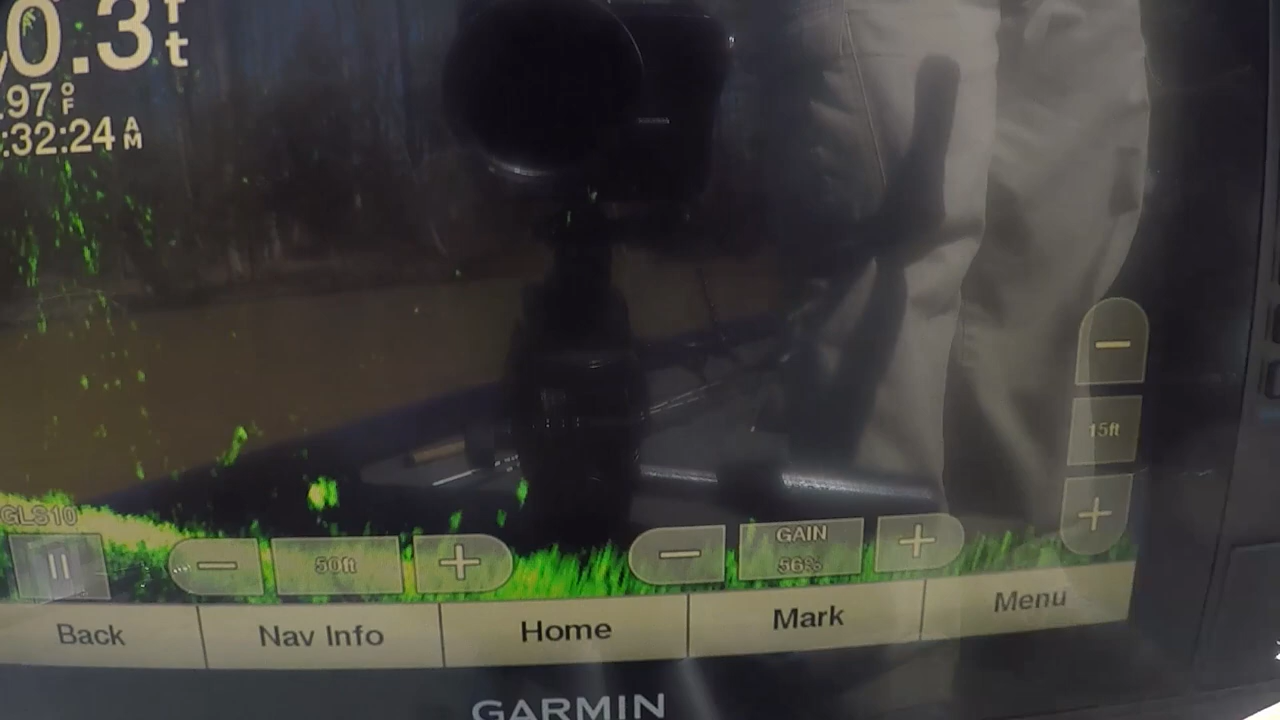 0.3 ft
.97 °F
:32:24 AM
15ft
GLS10
50ft
GAIN
56%
Back
Nav Info
Home
Mark
Menu
GARMIN